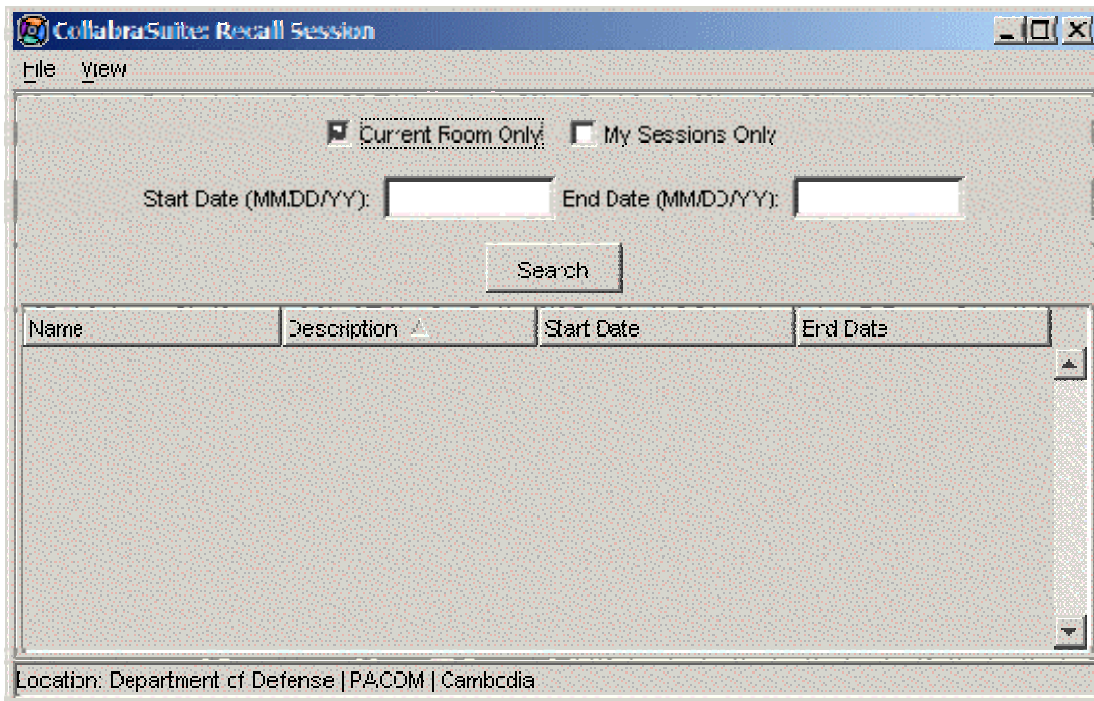 CollabraSuite: Recall Session
File View
Current Room Only My Sessions Only
Start Date (MM/DD/YY): End Date (MM/DD/YY):
Search
Name Description Start Date End Date
Location: Department of Defense | PACOM | Cambodia